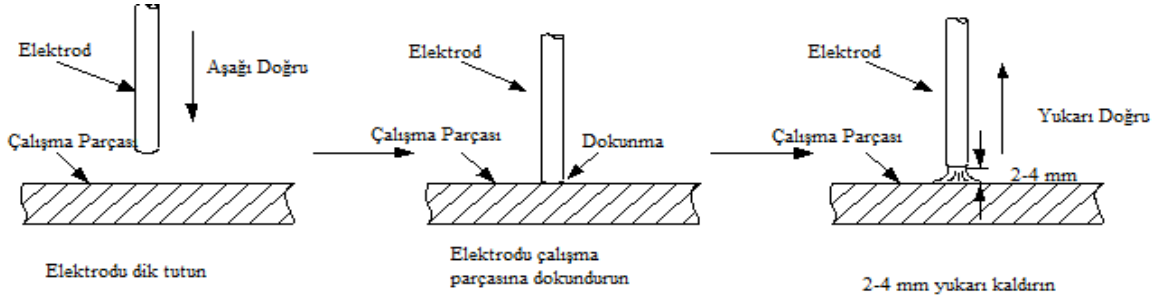 Elektrod
Aşağı Doğru
Çalışma Parçası
Elektrodu dik tutun
Elektrod
Çalışma Parçası
Dokunma
Elektrodu çalışma
parçasına dokundurun
Elektrod
Yukarı Doğru
Çalışma Parçası
2-4 mm
2-4 mm yukarı kaldırın